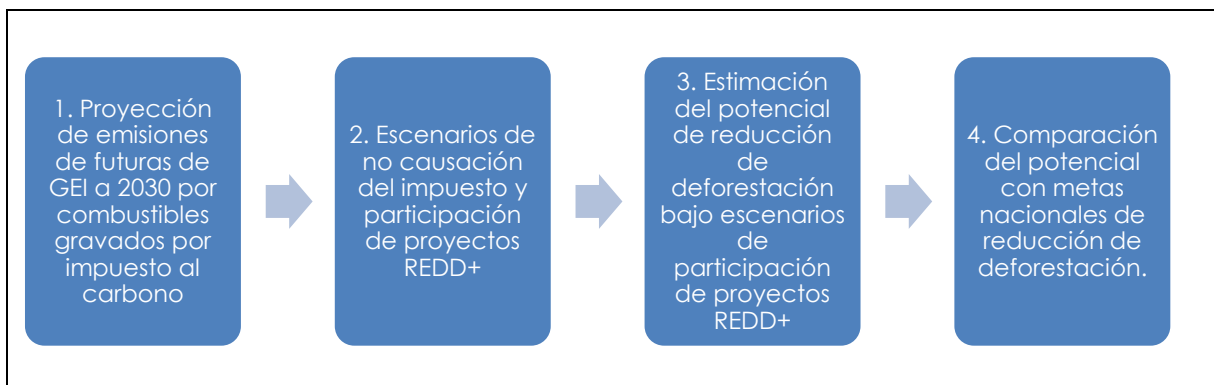 1. Proyección
de emisiones
de futuras de
GEI a 2030 por
combustibles
gravados por
impuesto al
carbono
2. Escenarios de
no causación
del impuesto y
participación
de proyectos
REDD+
3. Estimación
del potencial
de reducción
de
deforestación
bajo escenarios
de
participación
de proyectos
REDD+
4. Comparación
del potencial
con metas
nacionales de
reducción de
deforestación.